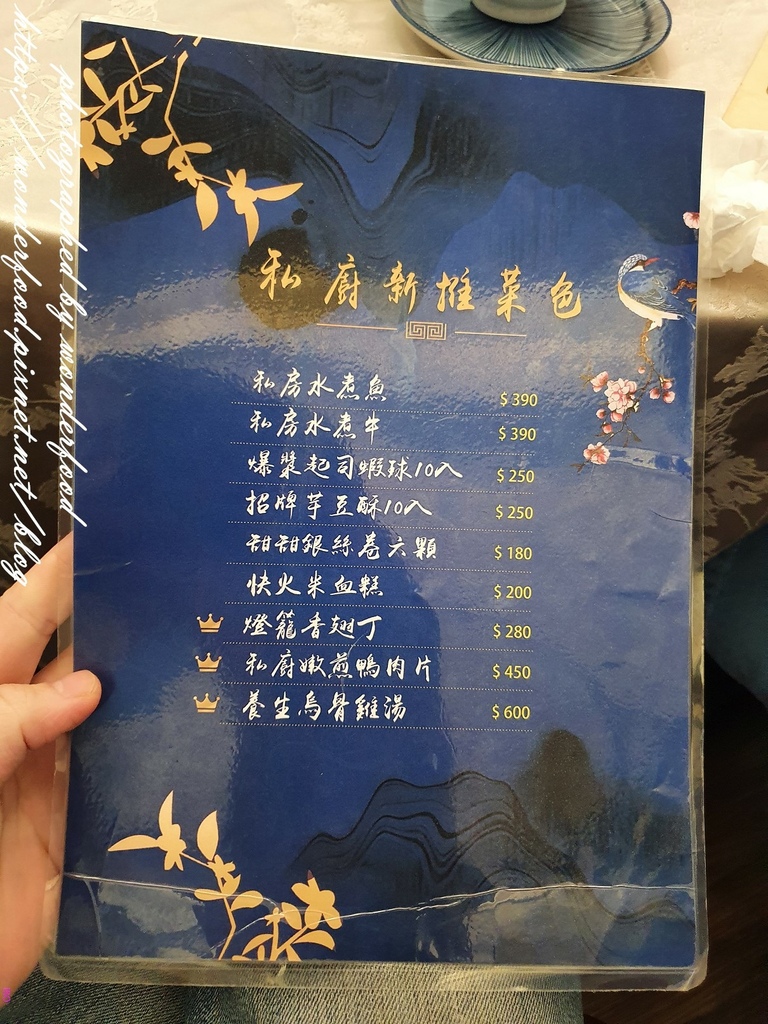 私廚新推菜色
私房水煮魚 $390
私房水煮牛 $390
爆漿起司蝦球10入 $250
招牌芋豆酥10入 $250
甜甜銀絲卷六顆 $180
快火米血糕 $200
燈籠香翅丁 $280
私廚嫩煎鴨肉片 $450
養生烏骨雞湯 $600
photographed by wonderfood
http://wonderfood.pixnet.net/blog